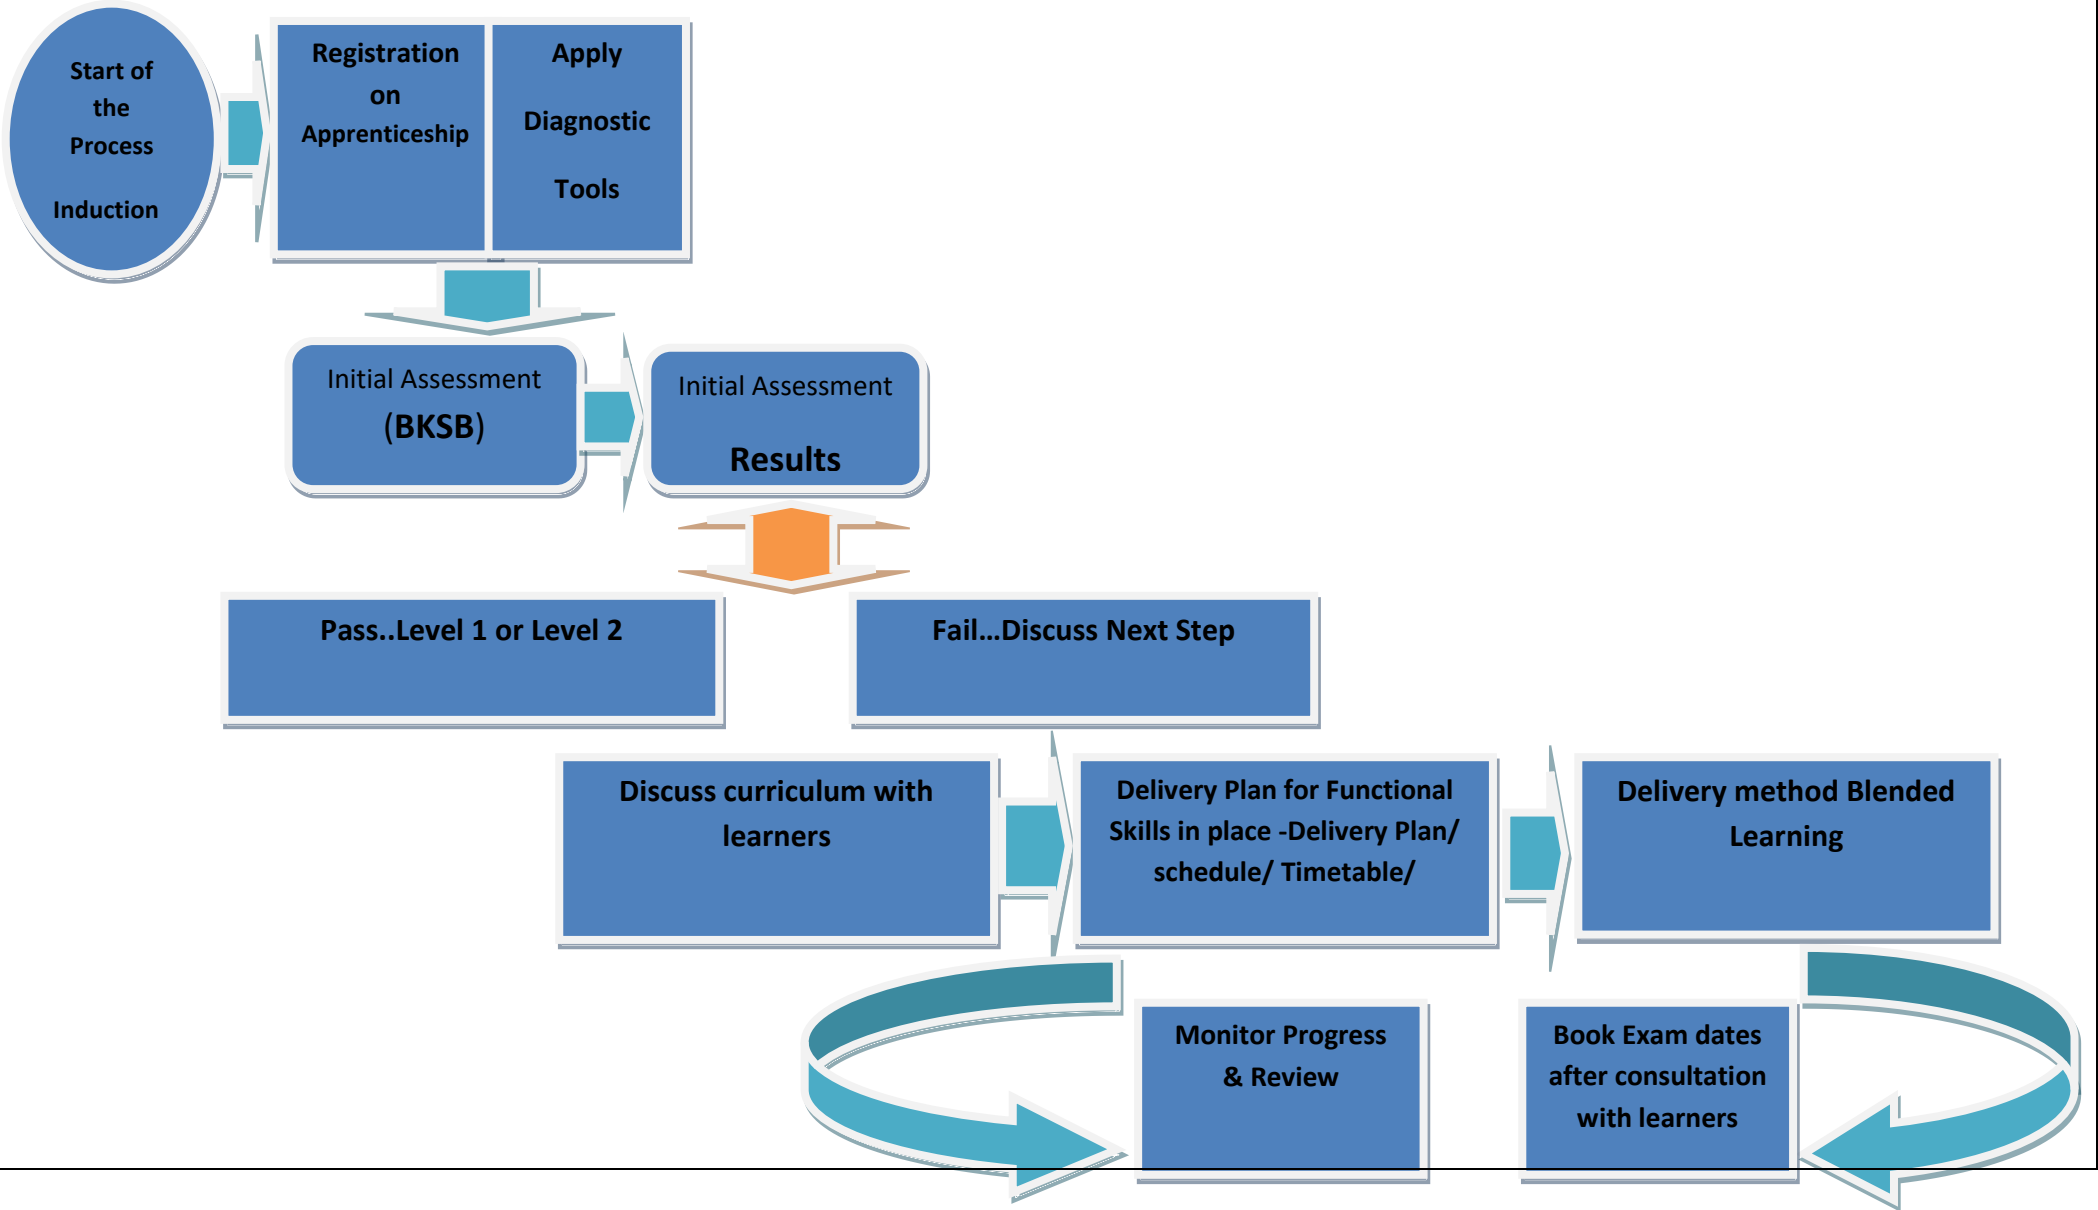 Start of
the
Process
Induction
Registration
on
Apprenticeship
Apply
Diagnostic
Tools
Initial Assessment
(BKSB)
Initial Assessment
Results
Pass..Level 1 or Level 2
Fail...Discuss Next Step
Discuss curriculum with
learners
Delivery Plan for Functional
Skills in place -Delivery Plan/
schedule/ Timetable/
Delivery method Blended
Learning
Monitor Progress
& Review
Book Exam dates
after consultation
with learners